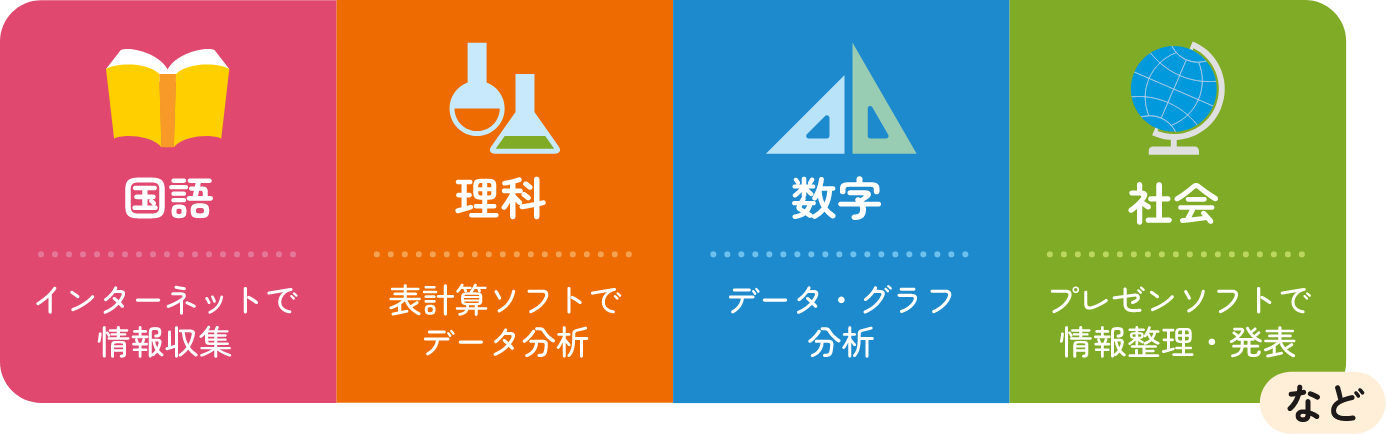 国語
インターネットで
情報収集
理科
表計算ソフトで
データ分析
数字
データ・グラフ
分析
社会
プレゼンソフトで
情報整理・発表
など